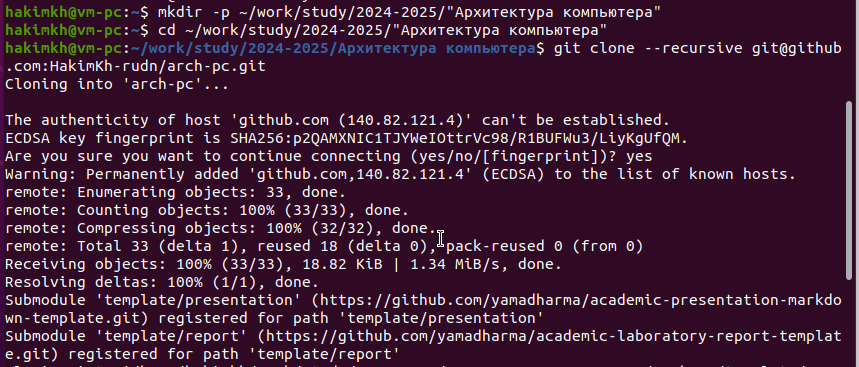 hakimkh@vm-pc:~$ mkdir -p ~/work/study/2024-2025/"Архитектура компьютера"
hakimkh@vm-pc:~$ cd ~/work/study/2024-2025/"Архитектура компьютера"
hakimkh@vm-pc:~/work/study/2024-2025/Архитектура компьютера$ git clone --recursive git@github
.com:HakimKh-rudn/arch-pc.git
Cloning into 'arch-pc'...
The authenticity of host 'github.com (140.82.121.4)' can't be established.
ECDSA key fingerprint is SHA256:p2QAMXNIC1TJYWeIOttrVc98/R1BUFWu3/LiyKgUfQM.
Are you sure you want to continue connecting (yes/no/[fingerprint])? yes
Warning: Permanently added 'github.com,140.82.121.4' (ECDSA) to the list of known hosts.
remote: Enumerating objects: 33, done.
remote: Counting objects: 100% (33/33), done.
remote: Compressing objects: 100% (32/32), done.
remote: Total 33 (delta 1), reused 18 (delta 0), pack-reused 0 (from 0)
Receiving objects: 100% (33/33), 18.82 KiB | 1.34 MiB/s, done.
Resolving deltas: 100% (1/1), done.
Submodule 'template/presentation' (https://github.com/yamadharma/academic-presentation-markdo
wn-template.git) registered for path 'template/presentation'
Submodule 'template/report' (https://github.com/yamadharma/academic-laboratory-report-templat
e.git) registered for path 'template/report'